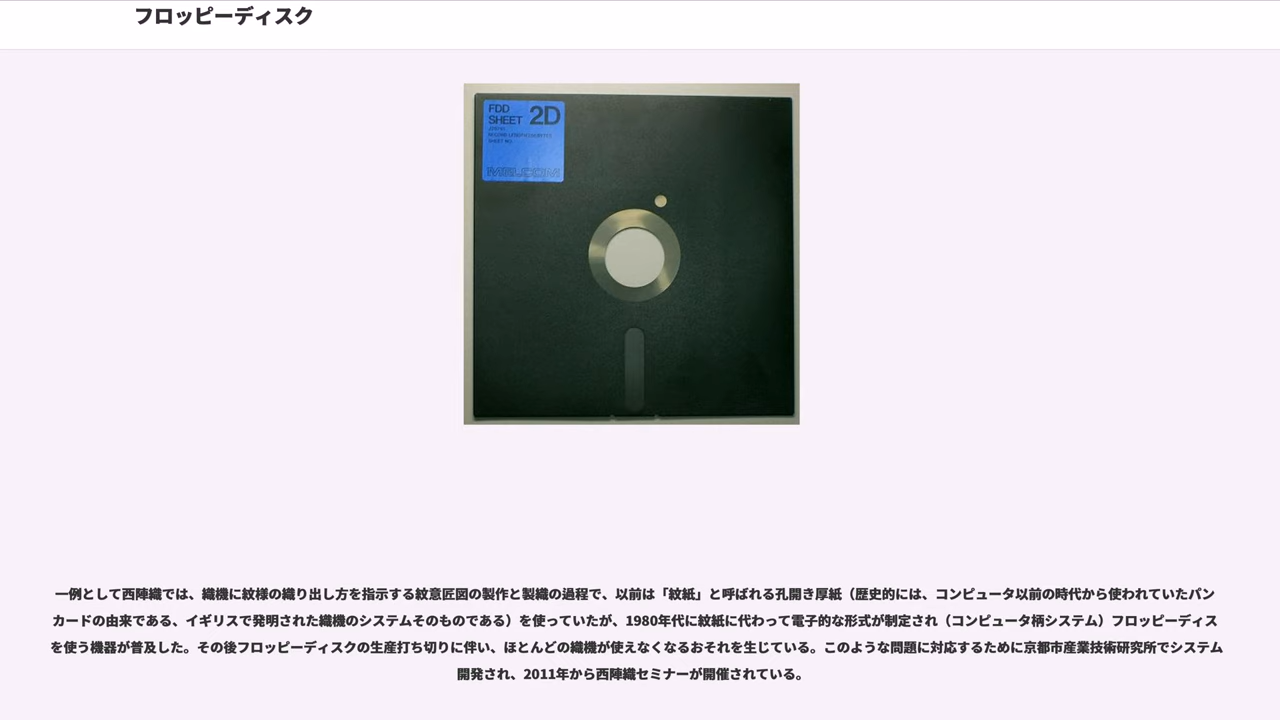 フロッピーディスク
FDD
SHEET 2D
MELCOM
一例として西陣織では、織機に紋様の織り出し方を指示する紋意匠図の製作と製織の過程で、以前は「紋紙」と呼ばれる孔開き厚紙（歴史的には、コンピュータ以前の時代から使われていたパン
カードの由来である、イギリスで発明された織機のシステムそのものである）を使っていたが、1980年代に紋紙に代わって電子的な形式が制定され（コンピュータ柄システム）フロッピーディス
を使う機器が普及した。その後フロッピーディスクの生産打ち切りに伴い、ほとんどの織機が使えなくなるおそれを生じている。このような問題に対応するために京都市産業技術研究所でシステム
開発され、2011年から西陣織セミナーが開催されている。